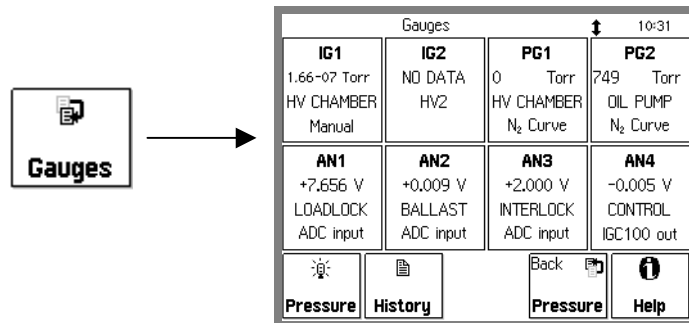 Gauges
Gauges 10:31
IG1 IG2 PG1 PG2
1.66-07 Torr NO DATA 0 Torr 749 Torr
HV CHAMBER HV2 HV CHAMBER OIL PUMP
Manual N₂ Curve N₂ Curve
AN1 AN2 AN3 AN4
+7.656 V +0.009 V +2.000 V -0.005 V
LOADLOCK BALLAST INTERLOCK CONTROL
ADC input ADC input ADC input IGC100 out
Back
Pressure History Pressure Help